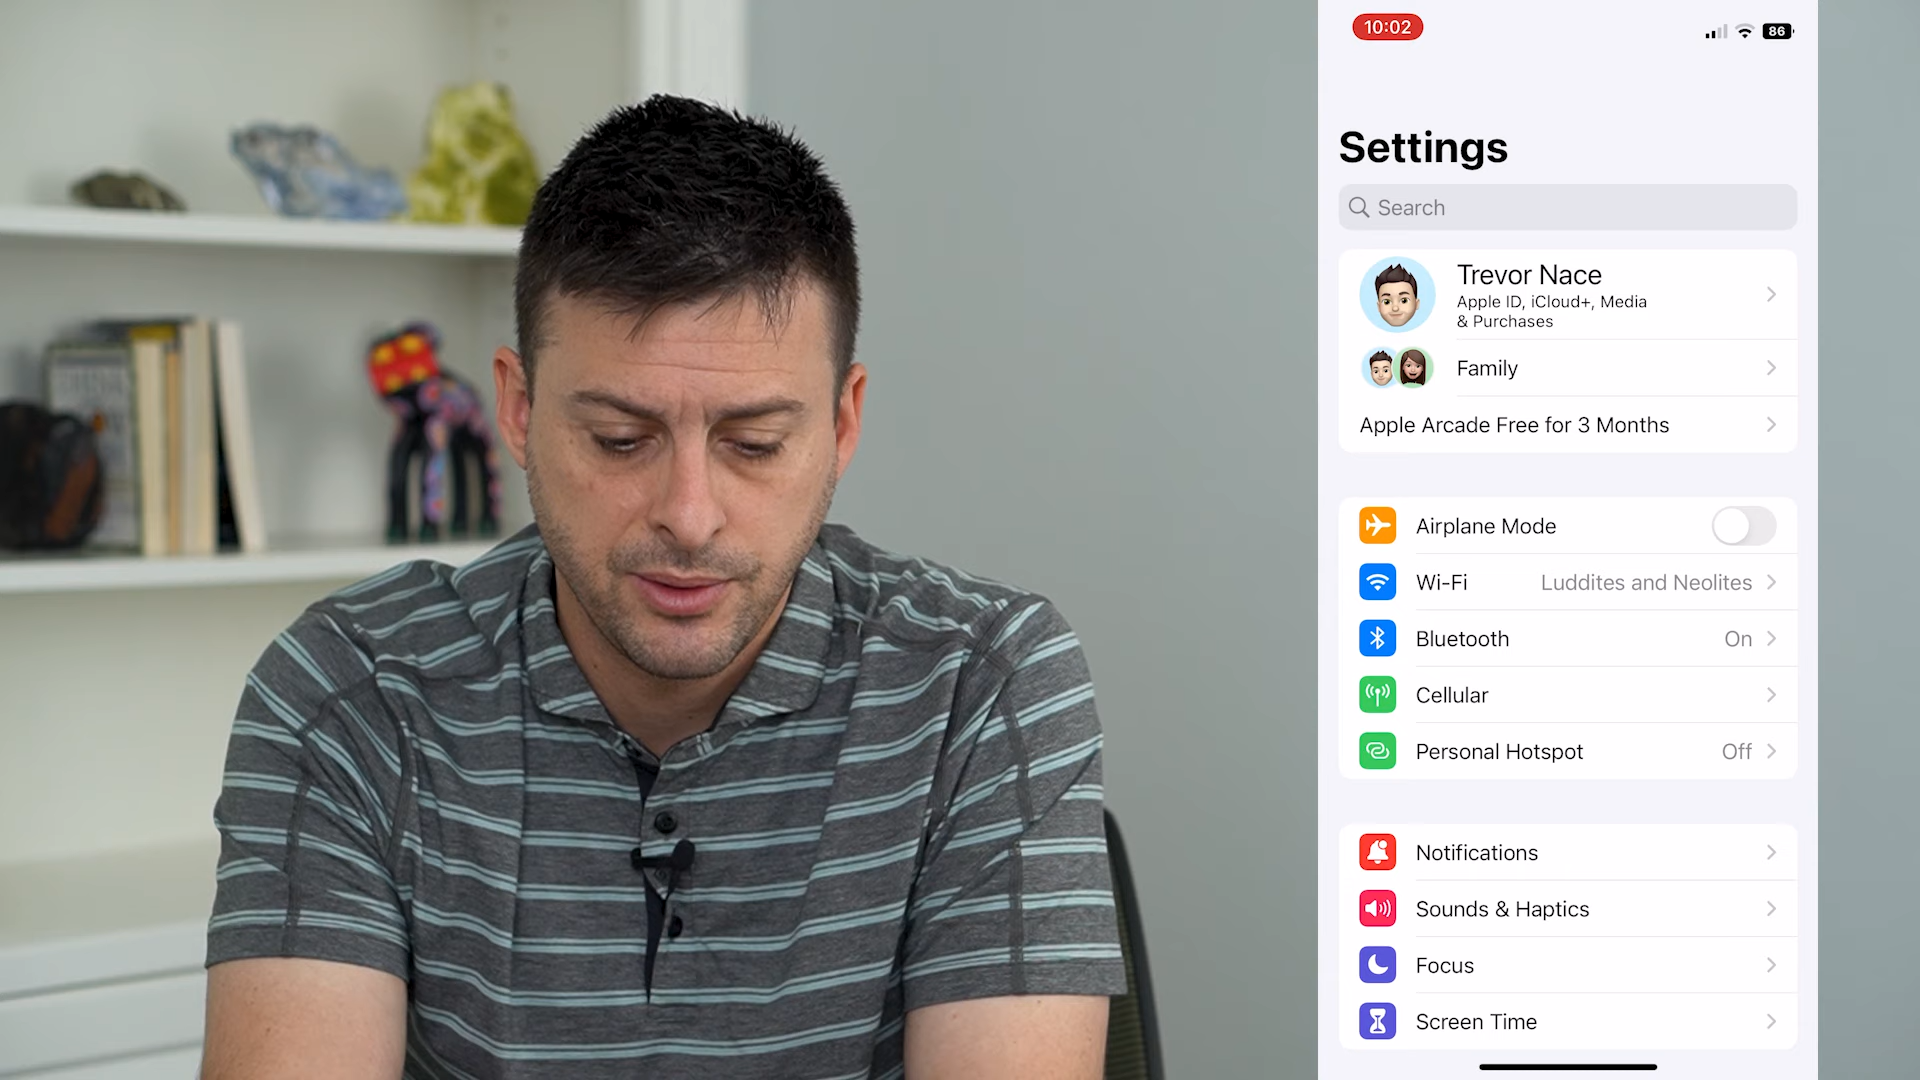 10:02
86
Settings
Search
Trevor Nace
Apple ID, iCloud+, Media
& Purchases
Family
Apple Arcade Free for 3 Months
Airplane Mode
Wi-Fi Luddites and Neolites
Bluetooth On
Cellular
Personal Hotspot Off
Notifications
Sounds & Haptics
Focus
Screen Time